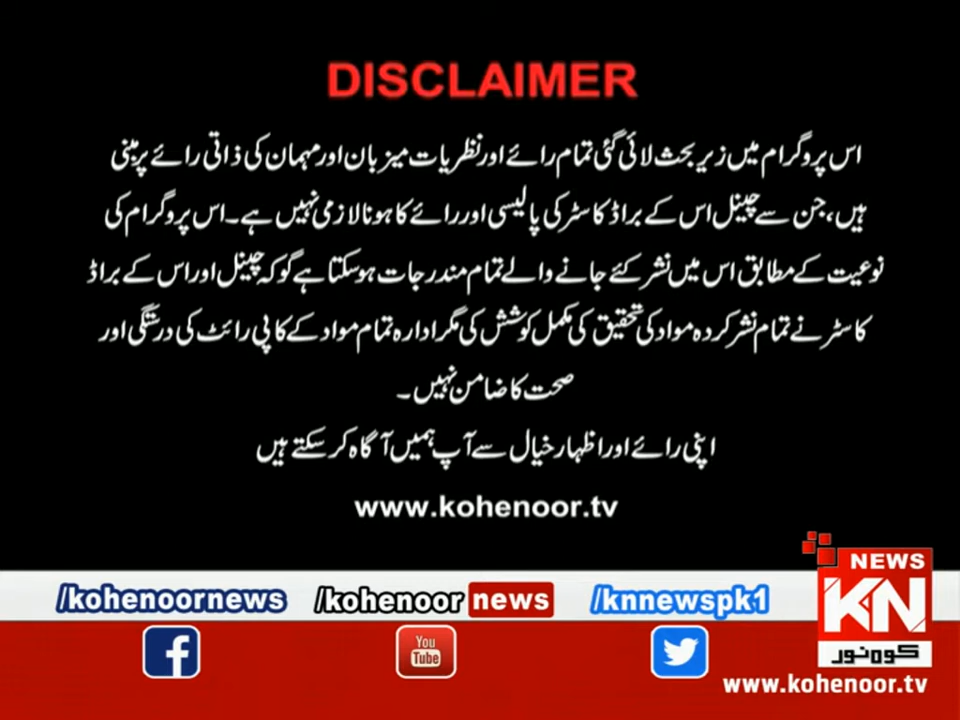 DISCLAIMER
اس پروگرام میں زیر بحث لائی گئی تمام رائے اور نظریات میزبان اور مہمان کی ذاتی رائے پر مبنی
ہیں، جن سے چینل اس کے براڈ کاسٹر کی پالیسی اور رائے کا ہونا لازمی نہیں ہے۔ اس پروگرام کی
نوعیت کے مطابق اس میں نشر کئے جانے والے تمام مندرجات ہو سکتا ہے گو کہ چینل اور اس کے براڈ
کاسٹر نے تمام نشر کردہ مواد کی تحقیق کی مکمل کوشش کی مگر ادارہ تمام مواد کے کاپی رائٹ کی درستگی اور
صحت کا ضامن نہیں۔
اپنی رائے اور اظہار خیال سے آپ ہمیں آگاہ کر سکتے ہیں
www.kohenoor.tv
/kohenoornews /kohenoor news /knnewspk1
NEWS
KN
کوہ نور
You
Tube
www.kohenoor.tv